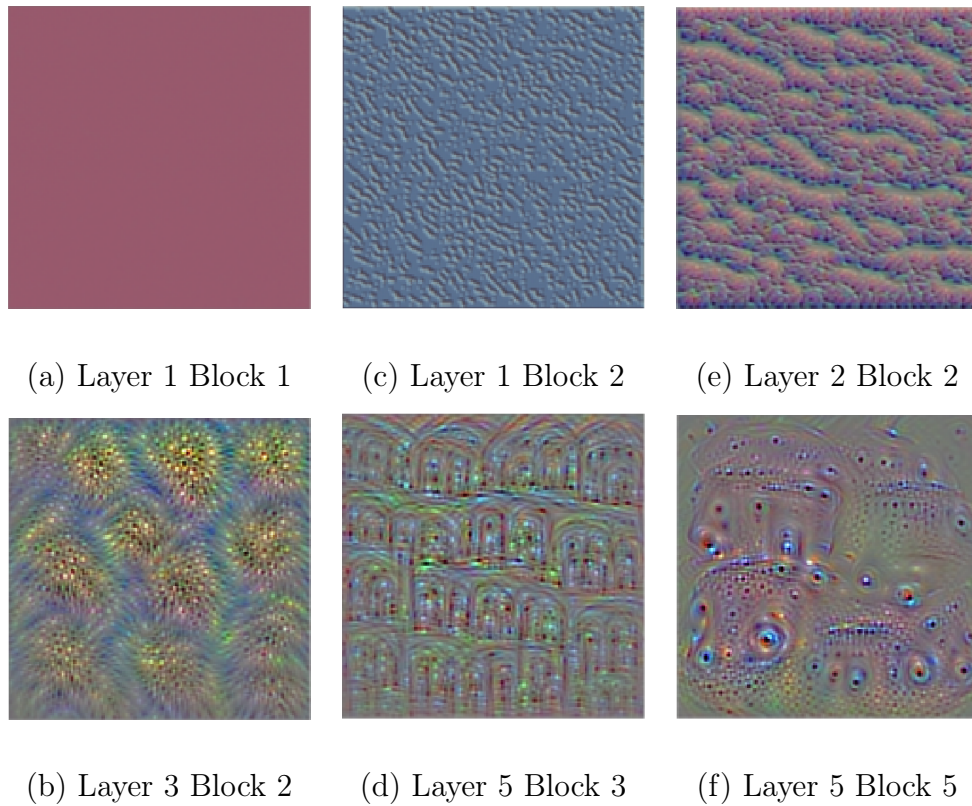 (a) Layer 1 Block 1
(c) Layer 1 Block 2
(e) Layer 2 Block 2
(b) Layer 3 Block 2
(d) Layer 5 Block 3
(f) Layer 5 Block 5